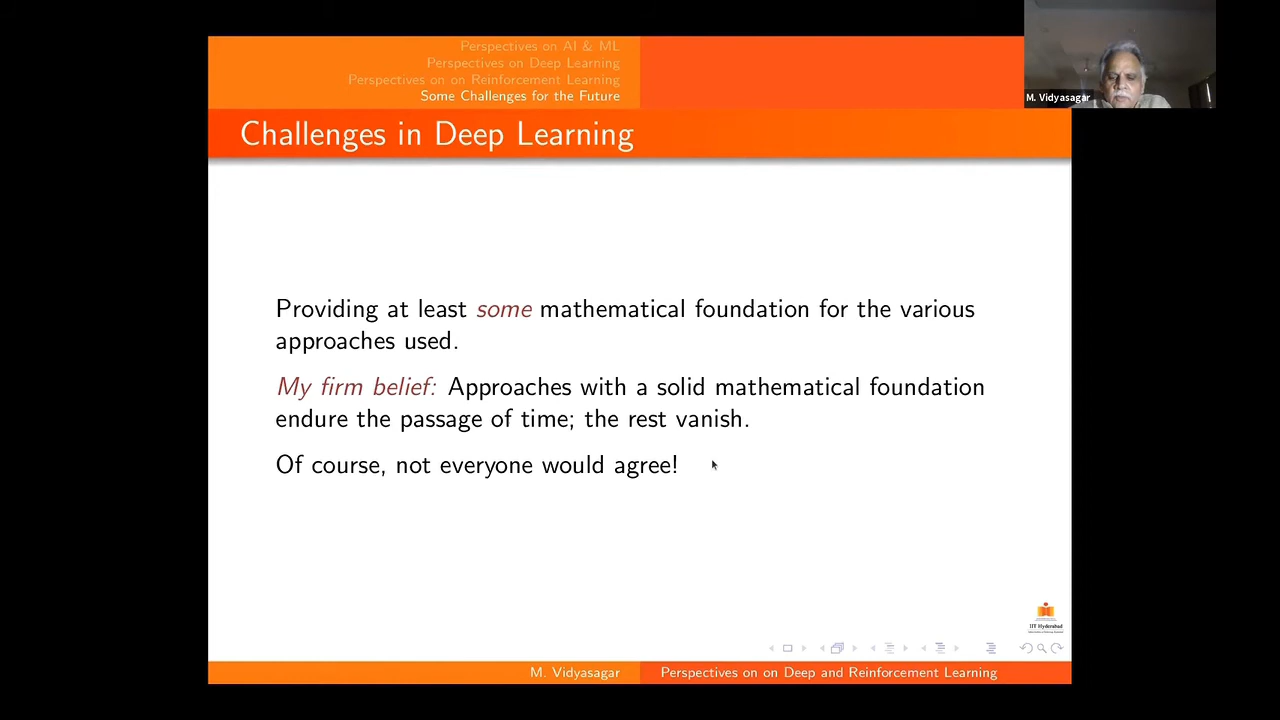 Perspectives on AI & ML
Perspectives on Deep Learning
Perspectives on on Reinforcement Learning
Some Challenges for the Future
M. Vidyasagar
Challenges in Deep Learning
Providing at least some mathematical foundation for the various
approaches used.
My firm belief: Approaches with a solid mathematical foundation
endure the passage of time; the rest vanish.
Of course, not everyone would agree!
IIT Hyderabad
M. Vidyasagar
Perspectives on on Deep and Reinforcement Learning